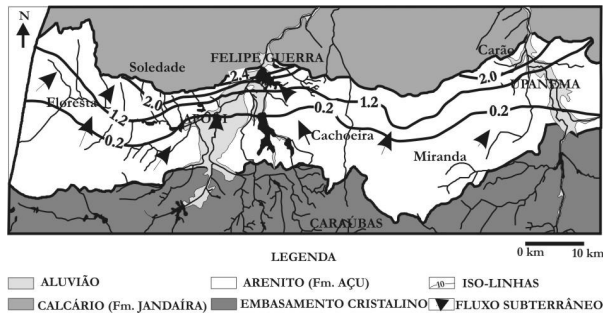 N
Soledade
FELIPE GUERRA
Carão
2.4
2.0
2.0
Floresta
UPANEMA
1.2
1.2
APODI
0.2
0.2
0.2
Cachoeira
Miranda
CARAÚBAS
LEGENDA
0 km 10 km
ALUVIÃO
ARENITO (Fm. AÇU)
10 ISO-LINHAS
CALCÁRIO (Fm. JANDAÍRA)
EMBASAMENTO CRISTALINO
FLUXO SUBTERRÂNEO